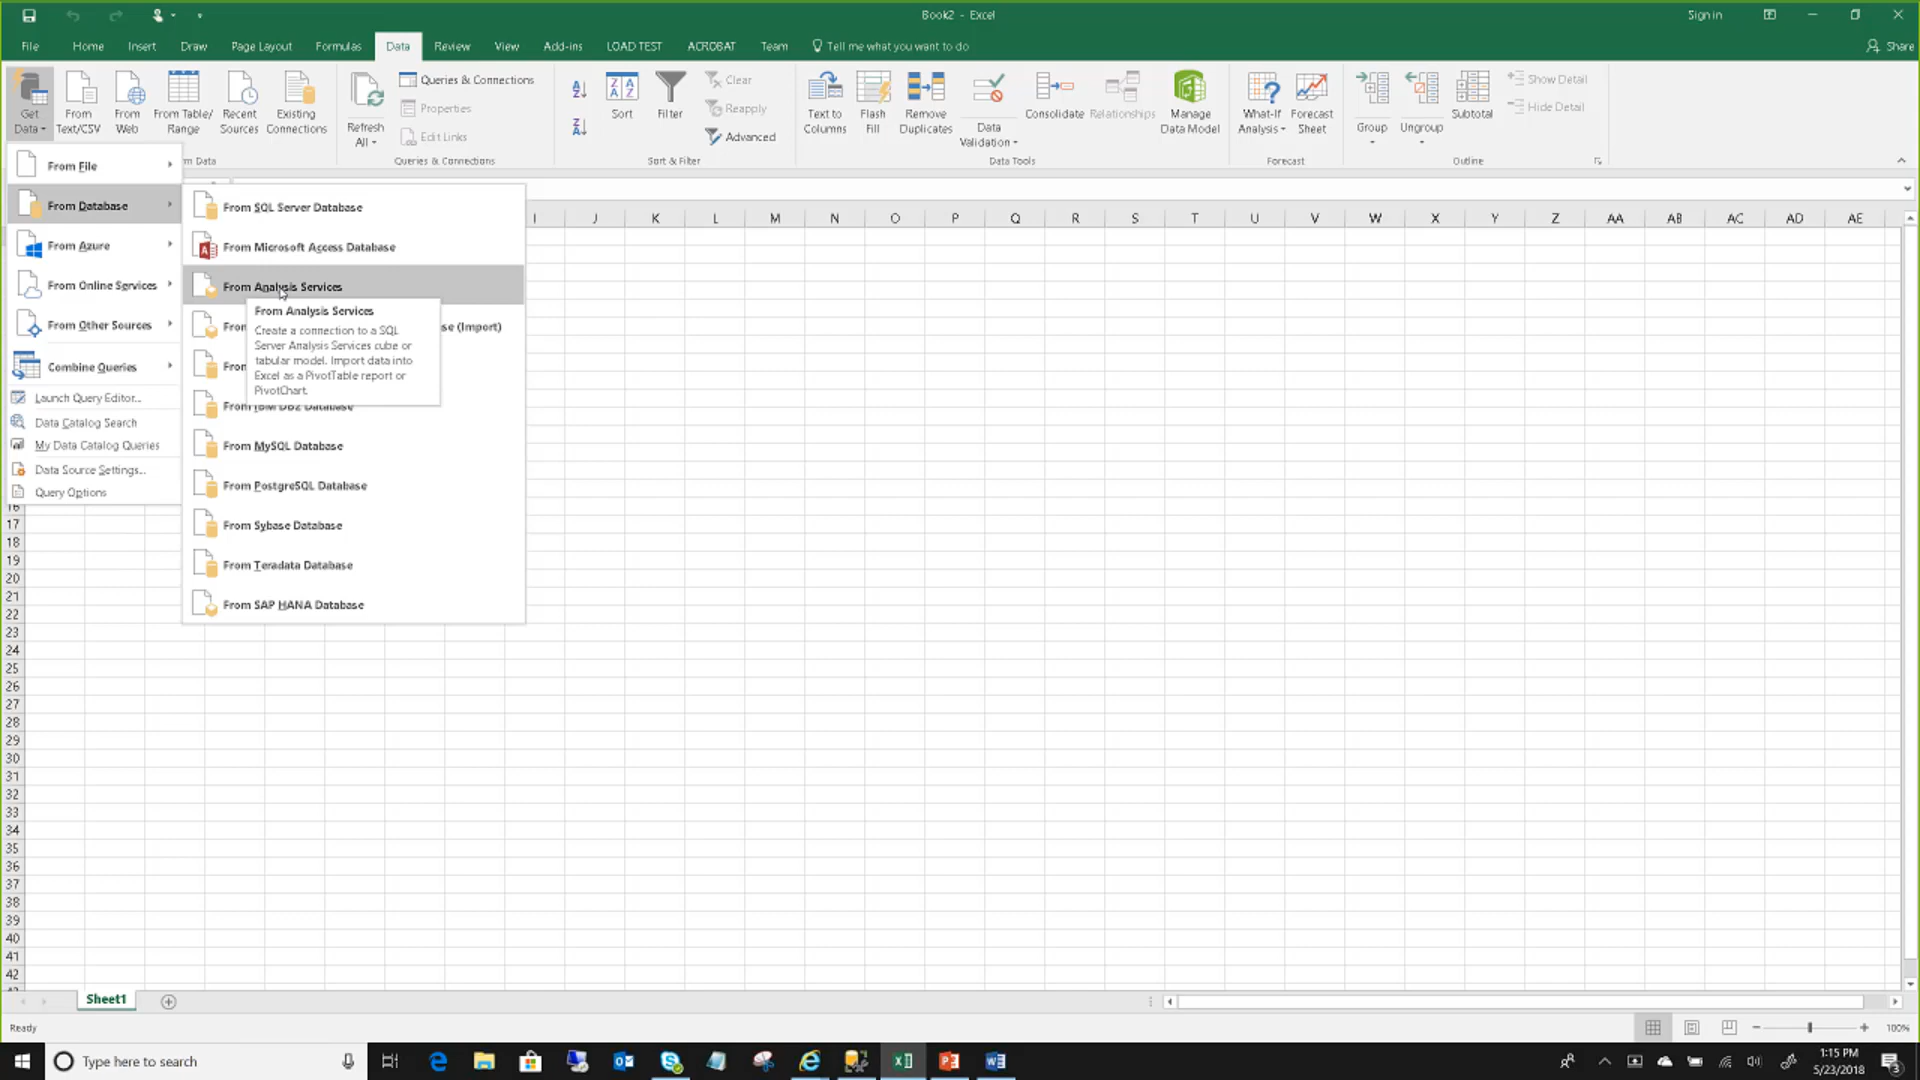 Book2 - Excel
Sign in
File
Home
Insert
Draw
Page Layout
Formulas
Data
Review
View
Add-ins
LOAD TEST
ACROBAT
Team
Tell me what you want to do
Share
Get
Data
From
Text/CSV
From
Web
From Table/
Range
Recent
Sources
Existing
Connections
Refresh
All
Queries & Connections
Properties
Edit Links
Queries & Connections
Sort
Filter
Clear
Reapply
Advanced
Sort & Filter
Text to
Columns
Flash
Fill
Remove
Duplicates
Data
Validation
Consolidate
Relationships
Manage
Data Model
Data Tools
What-If
Analysis
Forecast
Sheet
Forecast
Group
Ungroup
Subtotal
Show Detail
Hide Detail
Outline
From File
From Database
From Azure
From Online Services
From Other Sources
Combine Queries
Launch Query Editor...
Data Catalog Search
My Data Catalog Queries
Data Source Settings...
Query Options
From SQL Server Database
From Microsoft Access Database
From Analysis Services
From Analysis Services
Create a connection to a SQL
Server Analysis Services cube or
tabular model. Import data into
Excel as a PivotTable report or
PivotChart.
From
(Import)
From
From IBM DB2 Database
From MySQL Database
From PostgreSQL Database
From Sybase Database
From Teradata Database
From SAP HANA Database
I J K L M N O P Q R S T U V W X Y Z AA AB AC AD AE
16
17
18
19
20
21
22
23
24
25
26
27
28
29
30
31
32
33
34
35
36
37
38
39
40
41
42
Sheet1
Ready
100%
Type here to search
1:15 PM
5/23/2018